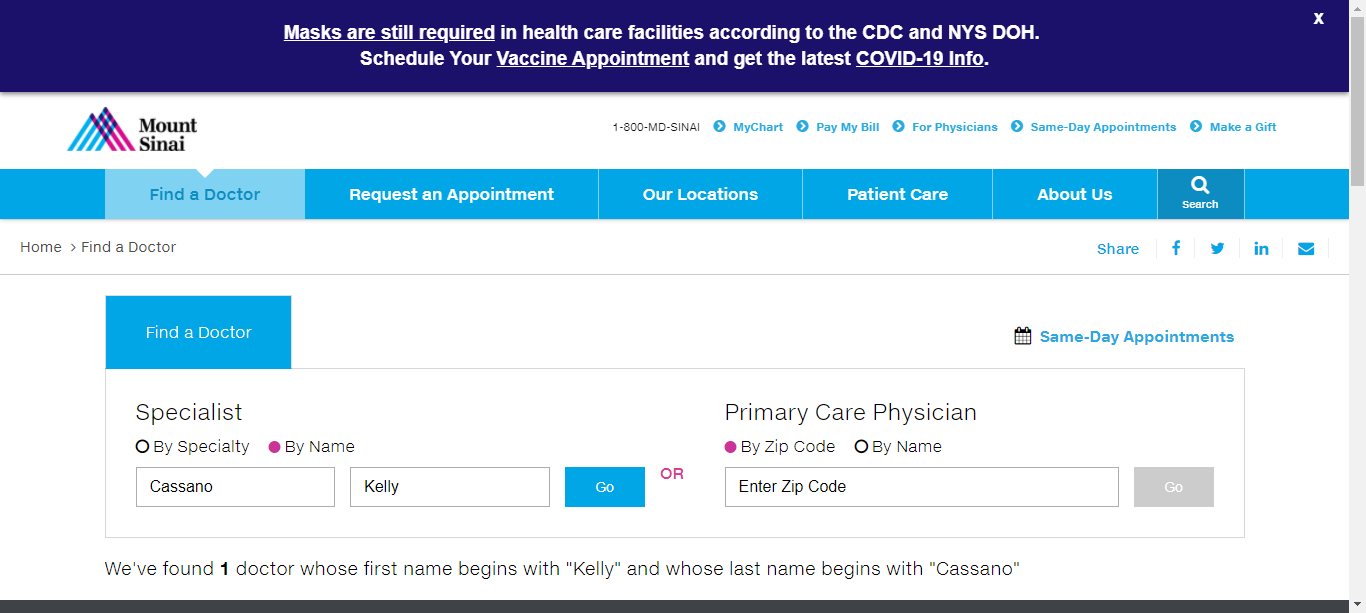 Masks are still required in health care facilities according to the CDC and NYS DOH.
X
Schedule Your Vaccine Appointment and get the latest COVID-19 Info.
Mount
Sinai
1-800-MD-SINAI MyChart Pay My Bill For Physicians Same-Day Appointments Make a Gift
Find a Doctor Request an Appointment Our Locations Patient Care About Us Search
Home > Find a Doctor
Share
Find a Doctor
Same-Day Appointments
Specialist
By Specialty By Name
Cassano Kelly Go
OR
Primary Care Physician
By Zip Code By Name
Enter Zip Code Go
We've found 1 doctor whose first name begins with "Kelly" and whose last name begins with "Cassano"